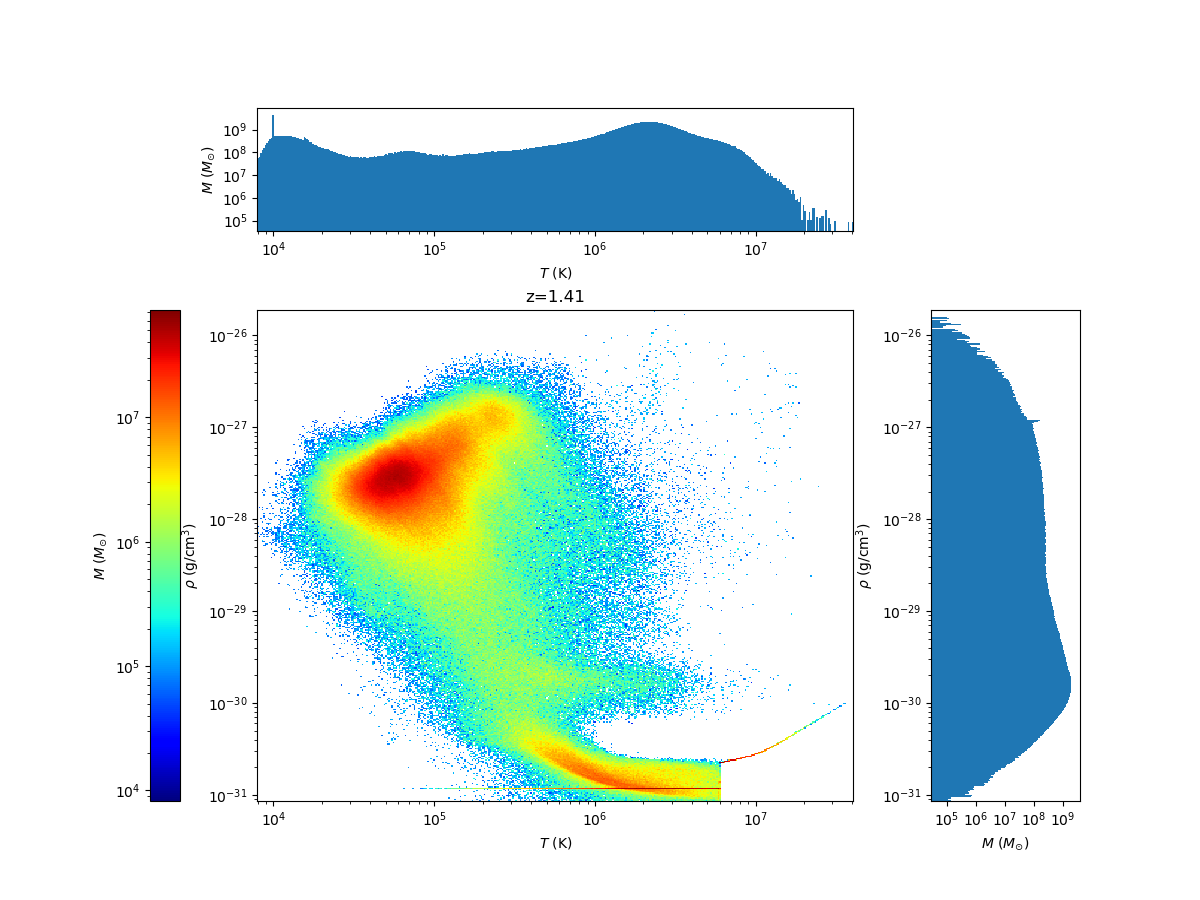 M (M☉)
10⁹
10⁸
10⁷
10⁶
10⁵
10⁴ 10⁵ 10⁶ 10⁷
T (K)
z=1.41
M (M☉)
10⁷
10⁶
10⁵
10⁴
ρ (g/cm³)
10⁻²⁶
10⁻²⁷
10⁻²⁸
10⁻²⁹
10⁻³⁰
10⁻³¹
10⁴ 10⁵ 10⁶ 10⁷
T (K)
ρ (g/cm³)
10⁻²⁶
10⁻²⁷
10⁻²⁸
10⁻²⁹
10⁻³⁰
10⁻³¹
10⁵ 10⁶ 10⁷ 10⁸ 10⁹
M (M☉)